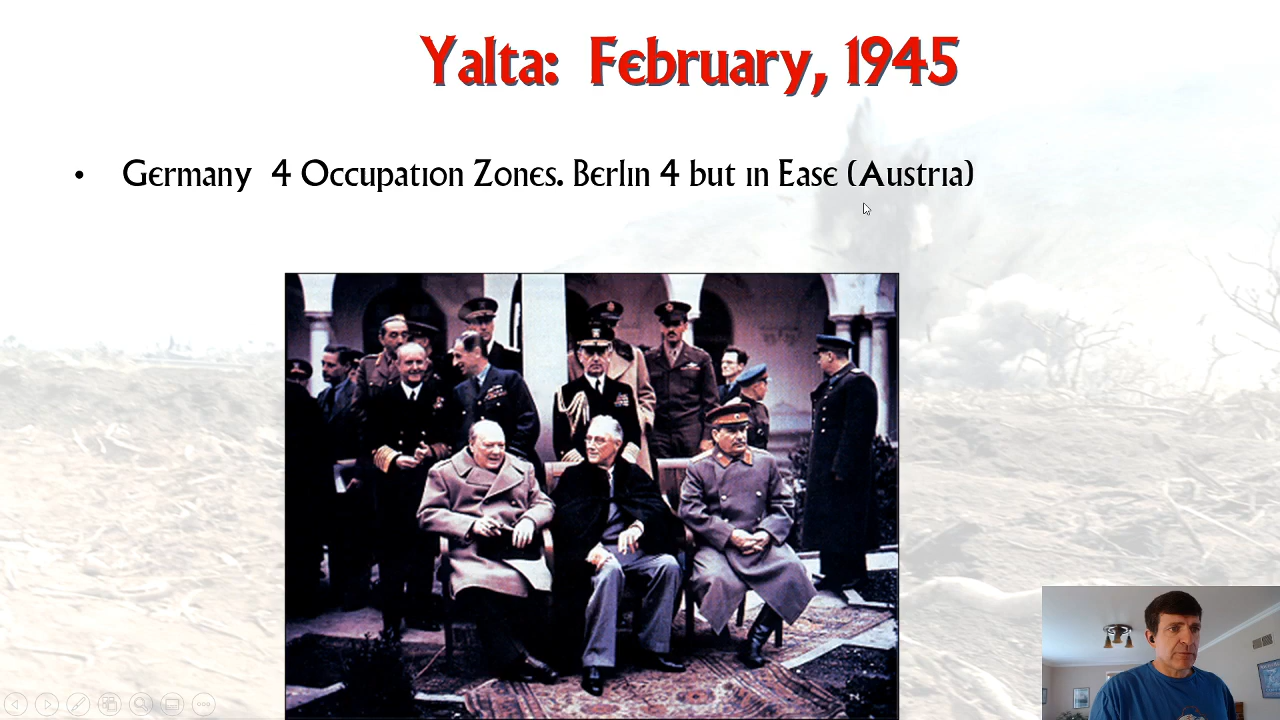 Yalta: February, 1945
• Germany 4 Occupation Zones. Berlin 4 but in Ease (Austria)